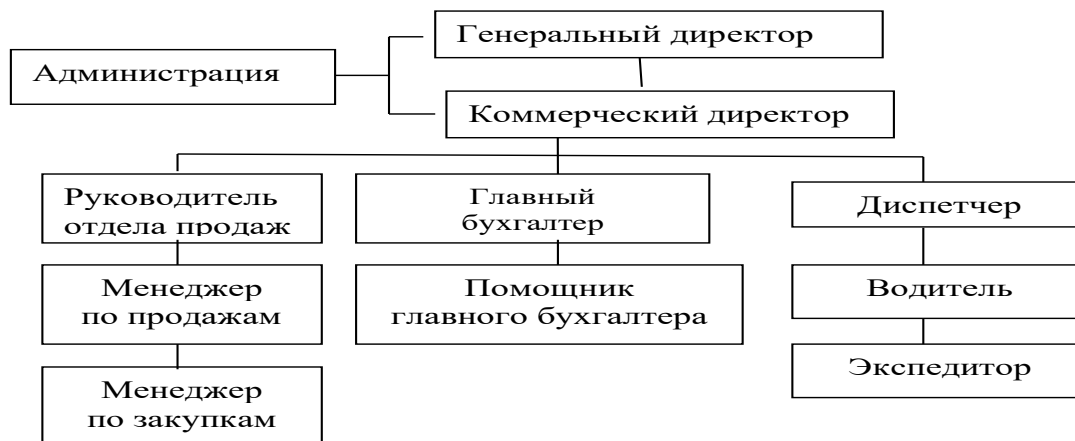 Генеральный директор
Администрация
Коммерческий директор
Руководитель
отдела продаж
Главный
бухгалтер
Диспетчер
Менеджер
по продажам
Помощник
главного бухгалтера
Водитель
Экспедитор
Менеджер
по закупкам